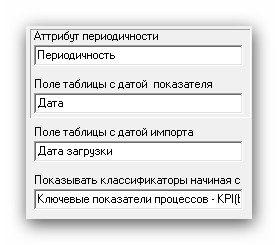 Аттрибут периодичности
Периодичность
Поле таблицы с датой показателя
Дата
Поле таблицы с датой импорта
Дата загрузки
Показывать классификаторы начиная с
Ключевые показатели процессов - KPI(